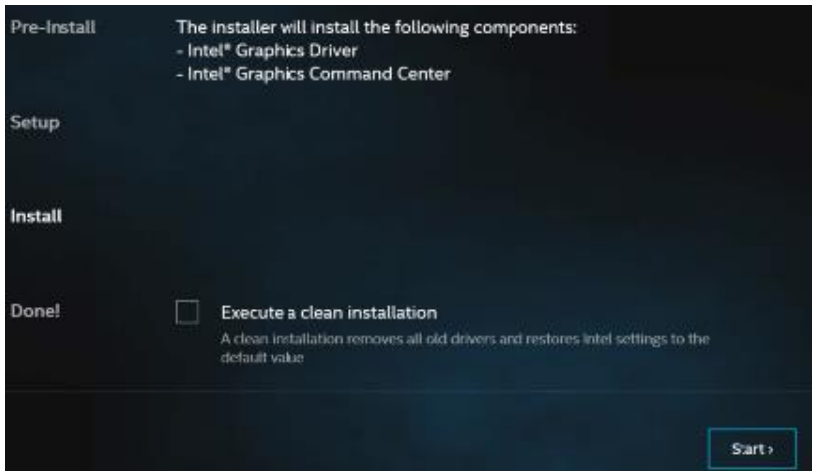 Pre-Install
The installer will install the following components:
- Intel® Graphics Driver
- Intel® Graphics Command Center
Setup
Install
Done!
Execute a clean installation
A clean installation removes all old drivers and restores Intel settings to the
default value
Start ›